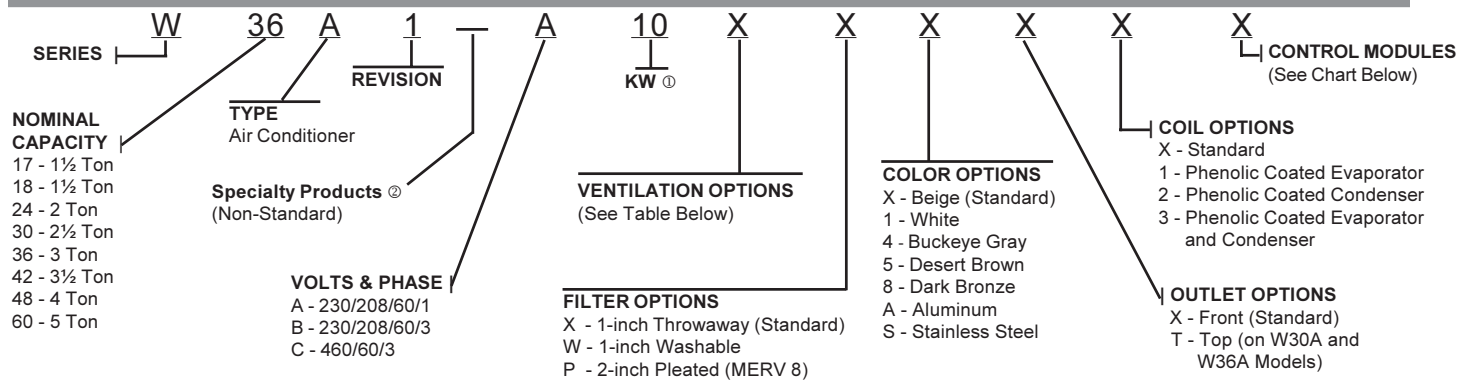 W 36 A 1 – A 10 X X X X X X
SERIES
REVISION
KW ①
CONTROL MODULES
(See Chart Below)
NOMINAL
CAPACITY
17 - 1½ Ton
18 - 1½ Ton
24 - 2 Ton
30 - 2½ Ton
36 - 3 Ton
42 - 3½ Ton
48 - 4 Ton
60 - 5 Ton
TYPE
Air Conditioner
Specialty Products ②
(Non-Standard)
VOLTS & PHASE
A - 230/208/60/1
B - 230/208/60/3
C - 460/60/3
VENTILATION OPTIONS
(See Table Below)
FILTER OPTIONS
X - 1-inch Throwaway (Standard)
W - 1-inch Washable
P - 2-inch Pleated (MERV 8)
COLOR OPTIONS
X - Beige (Standard)
1 - White
4 - Buckeye Gray
5 - Desert Brown
8 - Dark Bronze
A - Aluminum
S - Stainless Steel
COIL OPTIONS
X - Standard
1 - Phenolic Coated Evaporator
2 - Phenolic Coated Condenser
3 - Phenolic Coated Evaporator
and Condenser
OUTLET OPTIONS
X - Front (Standard)
T - Top (on W30A and
W36A Models)